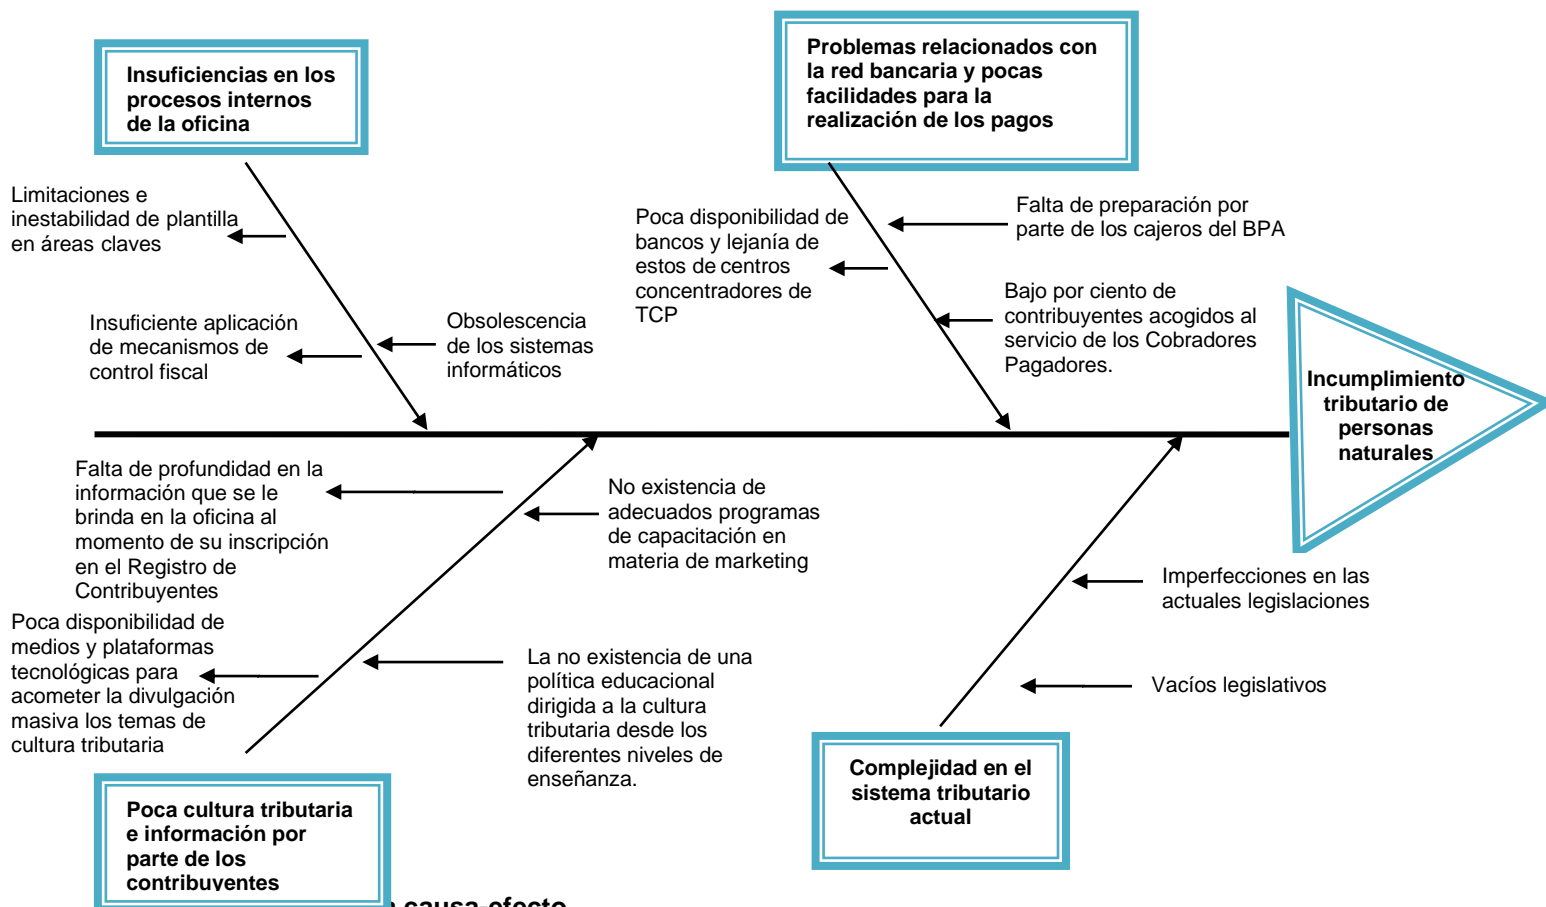 Insuficiencias en los
procesos internos
de la oficina
Problemas relacionados con
la red bancaria y pocas
facilidades para la
realización de los pagos
Limitaciones e
inestabilidad de plantilla
en áreas claves
Insuficiente aplicación
de mecanismos de
control fiscal
Obsolescencia
de los sistemas
informáticos
Poca disponibilidad de
bancos y lejanía de
estos de centros
concentradores de
TCP
Falta de preparación por
parte de los cajeros del BPA
Bajo por ciento de
contribuyentes acogidos al
servicio de los Cobradores
Pagadores.
Incumplimiento
tributario de
personas
naturales
Falta de profundidad en la
información que se le
brinda en la oficina al
momento de su inscripción
en el Registro de
Contribuyentes
No existencia de
adecuados programas
de capacitación en
materia de marketing
Poca disponibilidad de
medios y plataformas
tecnológicas para
acometer la divulgación
masiva los temas de
cultura tributaria
La no existencia de una
política educacional
dirigida a la cultura
tributaria desde los
diferentes niveles de
enseñanza.
Imperfecciones en las
actuales legislaciones
Vacíos legislativos
Poca cultura tributaria
e información por
parte de los
contribuyentes
Complejidad en el
sistema tributario
actual
causa-efecto